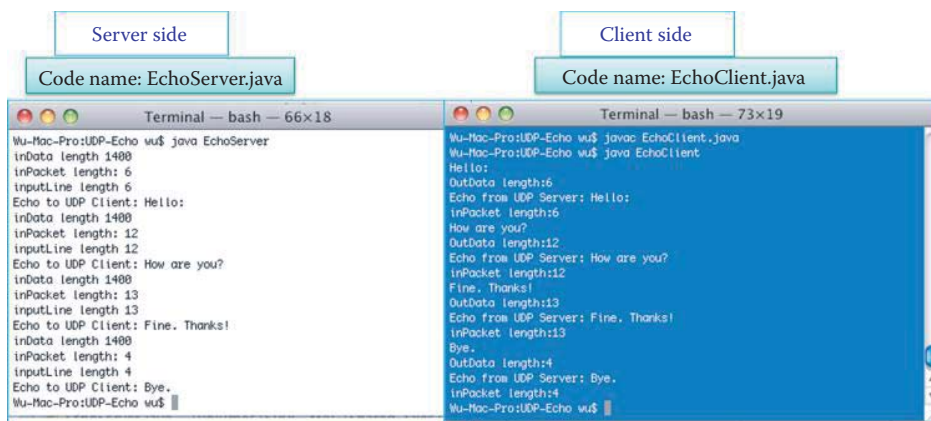 Server side
Code name: EchoServer.java
Terminal — bash — 66×18
Wu-Mac-Pro:UDP-Echo wu$ java EchoServer
inData length 1400
inPacket length: 6
inputLine length 6
Echo to UDP Client: Hello:
inData length 1400
inPacket length: 12
inputLine length 12
Echo to UDP Client: How are you?
inData length 1400
inPacket length: 13
inputLine length 13
Echo to UDP Client: Fine. Thanks!
inData length 1400
inPacket length: 4
inputLine length 4
Echo to UDP Client: Bye.
Wu-Mac-Pro:UDP-Echo wu$
Client side
Code name: EchoClient.java
Terminal — bash — 73×19
Wu-Mac-Pro:UDP-Echo wu$ javac EchoClient.java
Wu-Mac-Pro:UDP-Echo wu$ java EchoClient
Hello:
OutData length:6
Echo from UDP Server: Hello:
inPacket length:6
How are you?
OutData length:12
Echo from UDP Server: How are you?
inPacket length:12
Fine. Thanks!
OutData length:13
Echo from UDP Server: Fine. Thanks!
inPacket length:13
Bye.
OutData length:4
Echo from UDP Server: Bye.
inPacket length:4
Wu-Mac-Pro:UDP-Echo wu$